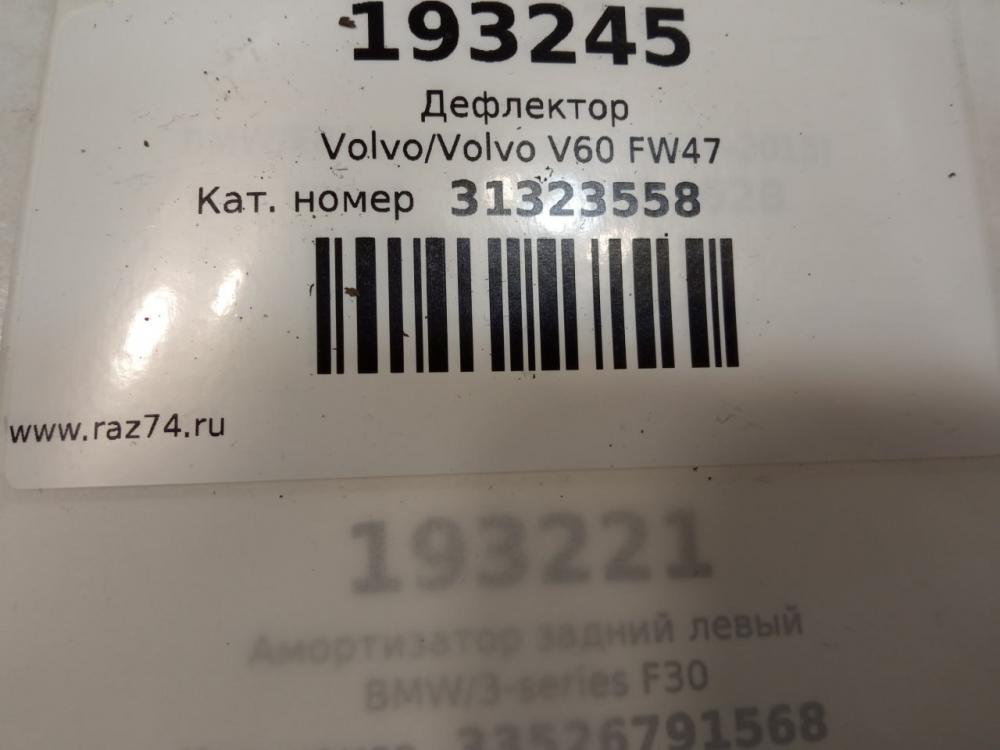 193245
Дефлектор
Volvo/Volvo V60 FW47
Кат. номер 31323558
www.raz74.ru
193221
Амортизатор задний левый
BMW/3-series F30
33526791568